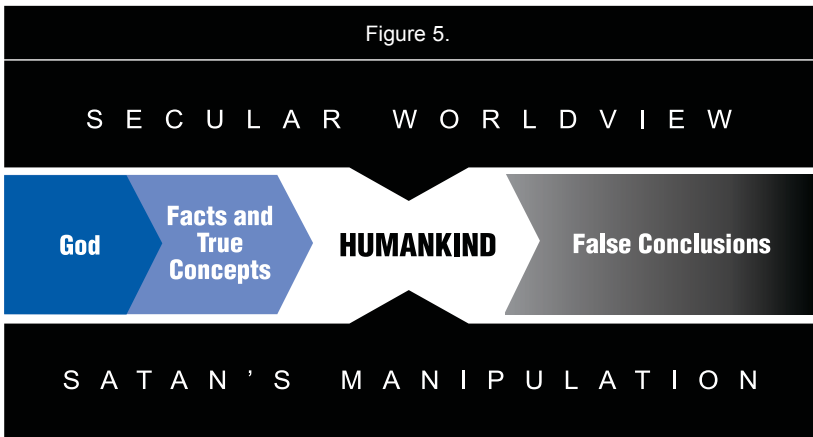 Figure 5.
SECULAR WORLDVIEW
God
Facts and
True
Concepts
HUMANKIND
False Conclusions
SATAN'S MANIPULATION